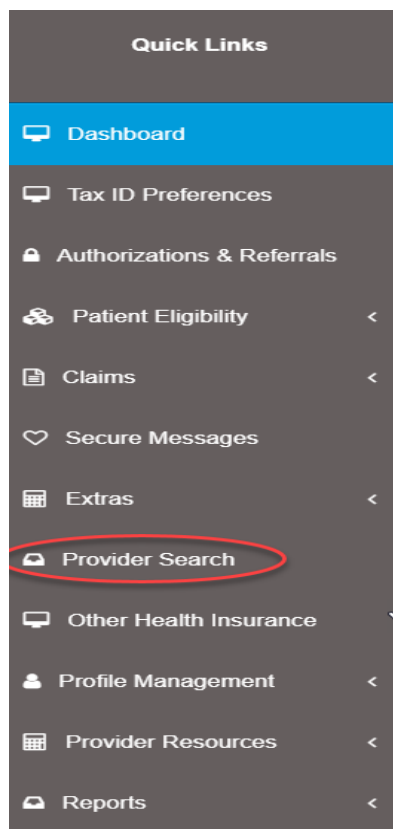 Quick Links
Dashboard
Tax ID Preferences
Authorizations & Referrals
Patient Eligibility
Claims
Secure Messages
Extras
Provider Search
Other Health Insurance
Profile Management
Provider Resources
Reports